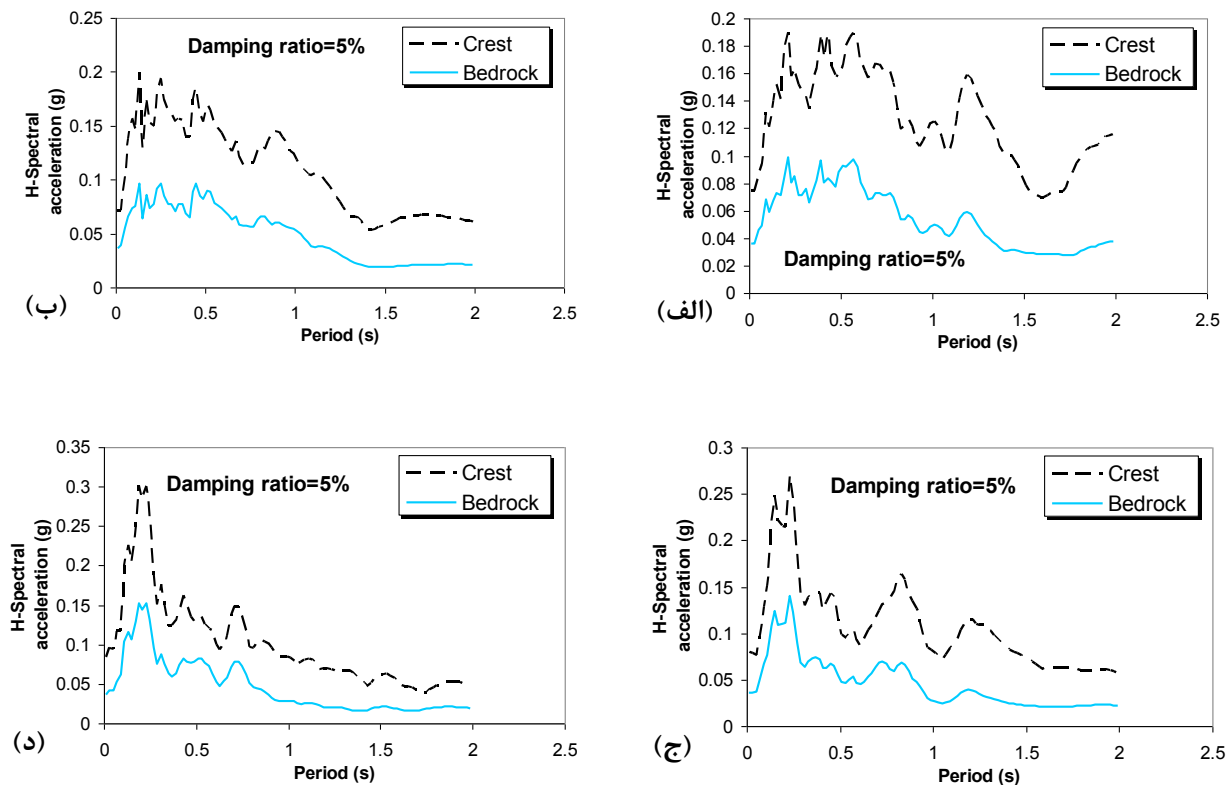 0.25
0.2
0.15
0.1
0.05
0
H-Spectral
acceleration (g)
Damping ratio=5%
Crest
Bedrock
0 0.5 1 1.5 2 2.5
Period (s)
(ب)
0.2
0.18
0.16
0.14
0.12
0.1
0.08
0.06
0.04
0.02
0
H-Spectral
acceleration (g)
Crest
Bedrock
Damping ratio=5%
0 0.5 1 1.5 2 2.5
Period (s)
(الف)
0.35
0.3
0.25
0.2
0.15
0.1
0.05
0
H-Spectral
acceleration (g)
Damping ratio=5%
Crest
Bedrock
0 0.5 1 1.5 2 2.5
Period (s)
(د)
0.3
0.25
0.2
0.15
0.1
0.05
0
H-Spectral
acceleration (g)
Damping ratio=5%
Crest
Bedrock
0 0.5 1 1.5 2 2.5
Period (s)
(ج)